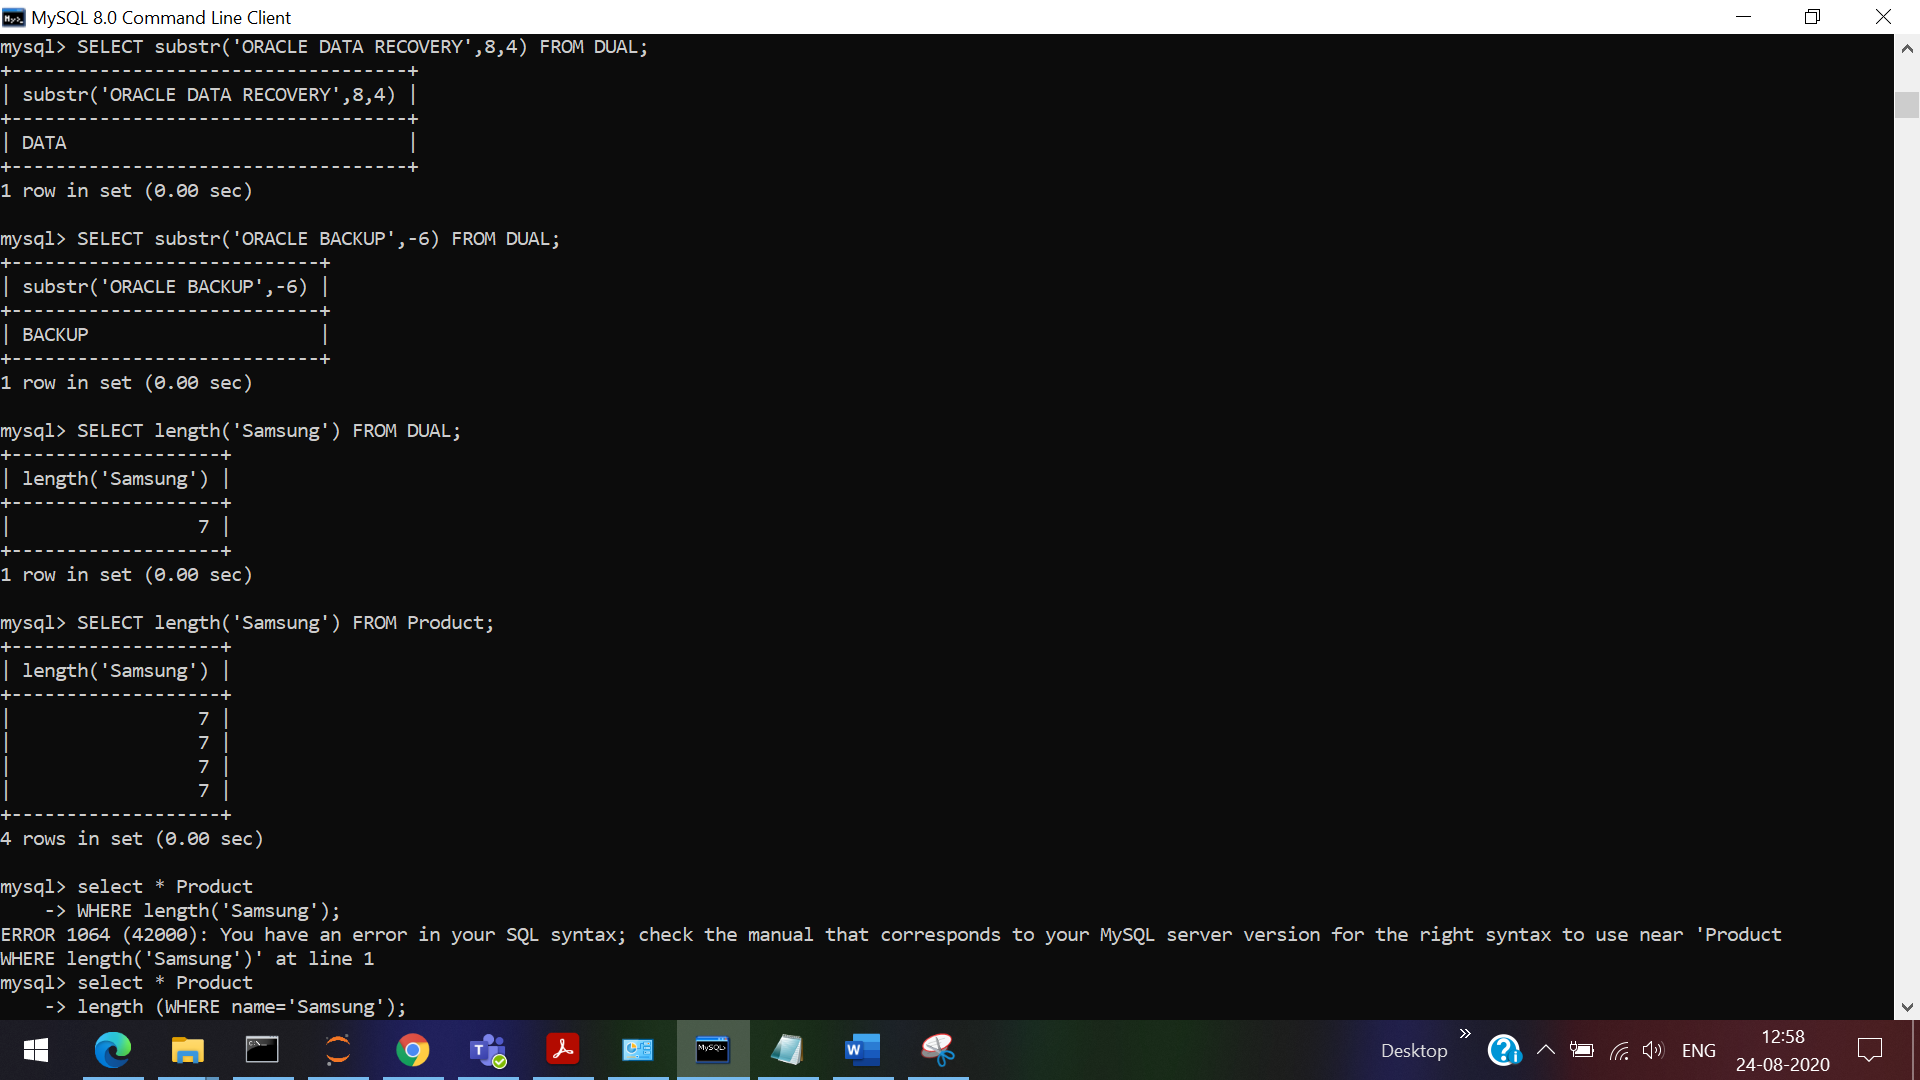 MySQL 8.0 Command Line Client
mysql> SELECT substr('ORACLE DATA RECOVERY',8,4) FROM DUAL;
+------------------------------------+
| substr('ORACLE DATA RECOVERY',8,4) |
+------------------------------------+
| DATA                               |
+------------------------------------+
1 row in set (0.00 sec)
mysql> SELECT substr('ORACLE BACKUP',-6) FROM DUAL;
+----------------------------+
| substr('ORACLE BACKUP',-6) |
+----------------------------+
| BACKUP                     |
+----------------------------+
1 row in set (0.00 sec)
mysql> SELECT length('Samsung') FROM DUAL;
+-------------------+
| length('Samsung') |
+-------------------+
|                 7 |
+-------------------+
1 row in set (0.00 sec)
mysql> SELECT length('Samsung') FROM Product;
+-------------------+
| length('Samsung') |
+-------------------+
|                 7 |
|                 7 |
|                 7 |
|                 7 |
+-------------------+
4 rows in set (0.00 sec)
mysql> select * Product
    -> WHERE length('Samsung');
ERROR 1064 (42000): You have an error in your SQL syntax; check the manual that corresponds to your MySQL server version for the right syntax to use near 'Product
WHERE length('Samsung')' at line 1
mysql> select * Product
    -> length (WHERE name='Samsung');
Desktop
ENG
12:58
24-08-2020